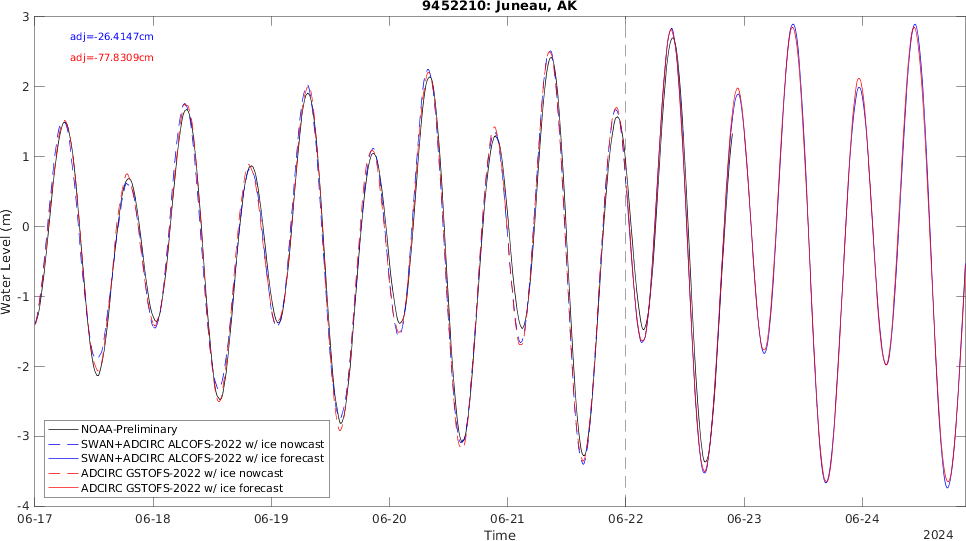 9452210: Juneau, AK
adj=-26.4147cm
adj=-77.8309cm
Water Level (m)
3
2
1
0
-1
-2
-3
-4
NOAA-Preliminary
SWAN+ADCIRC ALCOFS-2022 w/ ice nowcast
SWAN+ADCIRC ALCOFS-2022 w/ ice forecast
ADCIRC GSTOFS-2022 w/ ice nowcast
ADCIRC GSTOFS-2022 w/ ice forecast
06-17 06-18 06-19 06-20 06-21 06-22 06-23 06-24
Time
2024